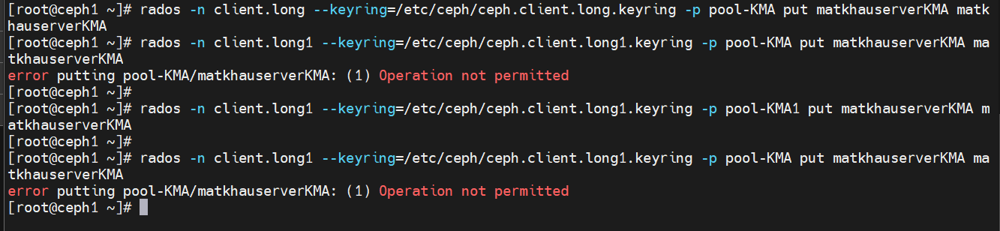 [root@ceph1 ~]# rados -n client.long --keyring=/etc/ceph/ceph.client.long.keyring -p pool-KMA put matkhauserverKMA matk
hauserverKMA
[root@ceph1 ~]# rados -n client.long1 --keyring=/etc/ceph/ceph.client.long1.keyring -p pool-KMA put matkhauserverKMA ma
tkhauserverKMA
error putting pool-KMA/matkhauserverKMA: (1) Operation not permitted
[root@ceph1 ~]#
[root@ceph1 ~]# rados -n client.long1 --keyring=/etc/ceph/ceph.client.long1.keyring -p pool-KMA1 put matkhauserverKMA m
atkhauserverKMA
[root@ceph1 ~]#
[root@ceph1 ~]# rados -n client.long1 --keyring=/etc/ceph/ceph.client.long1.keyring -p pool-KMA put matkhauserverKMA ma
tkhauserverKMA
error putting pool-KMA/matkhauserverKMA: (1) Operation not permitted
[root@ceph1 ~]#